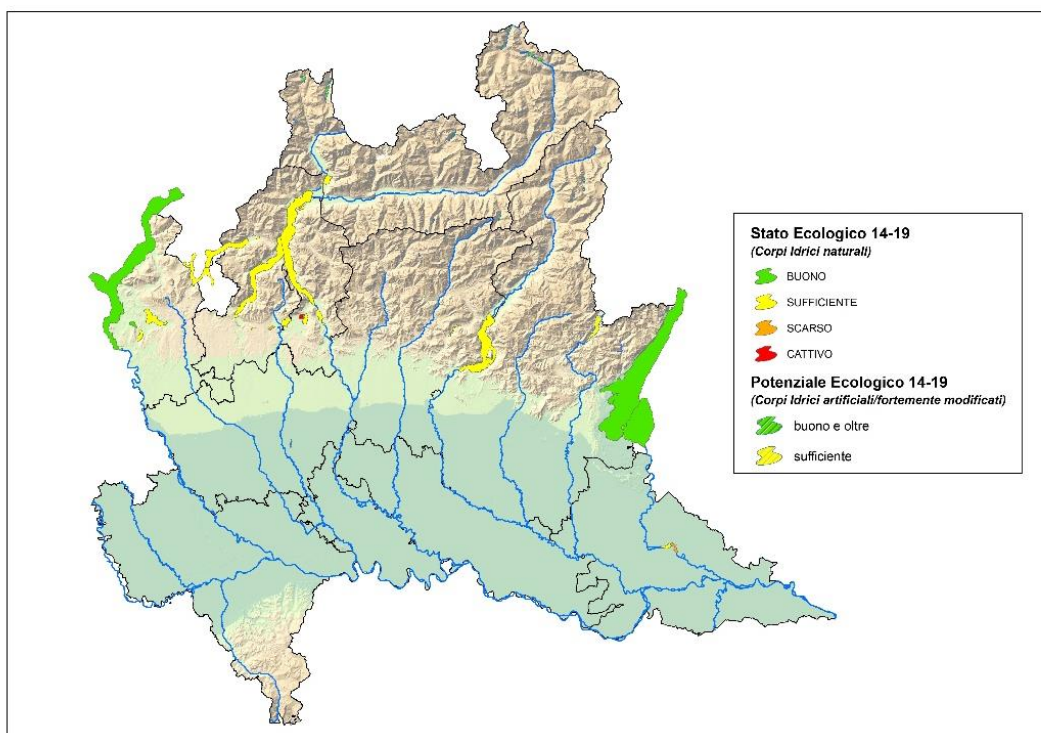 Stato Ecologico 14-19
(Corpi Idrici naturali)
BUONO
SUFFICIENTE
SCARSO
CATTIVO
Potenziale Ecologico 14-19
(Corpi Idrici artificiali/fortemente modificati)
buono e oltre
sufficiente